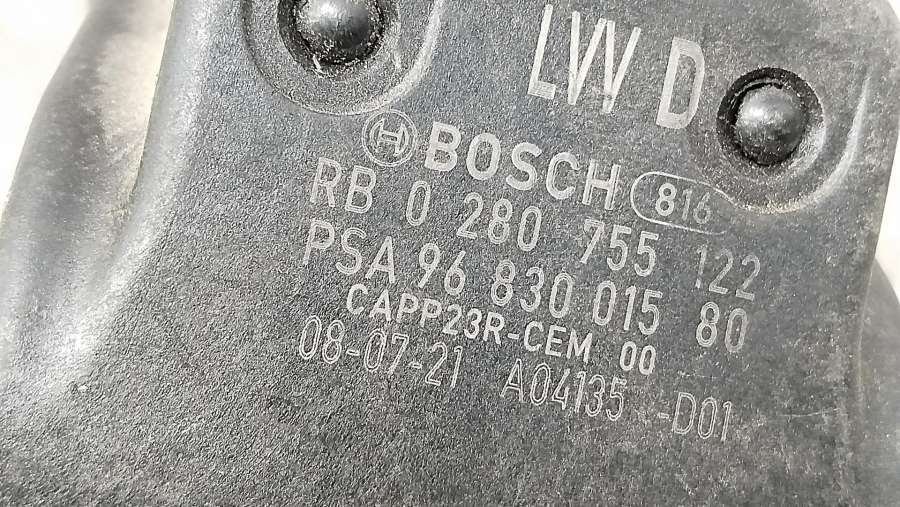 LVV D
BOSCH 816
RB 0 280 755 122
PSA 96 830 015 80
CAPP23R-CEM 00
08-07-21 A04135 -D01